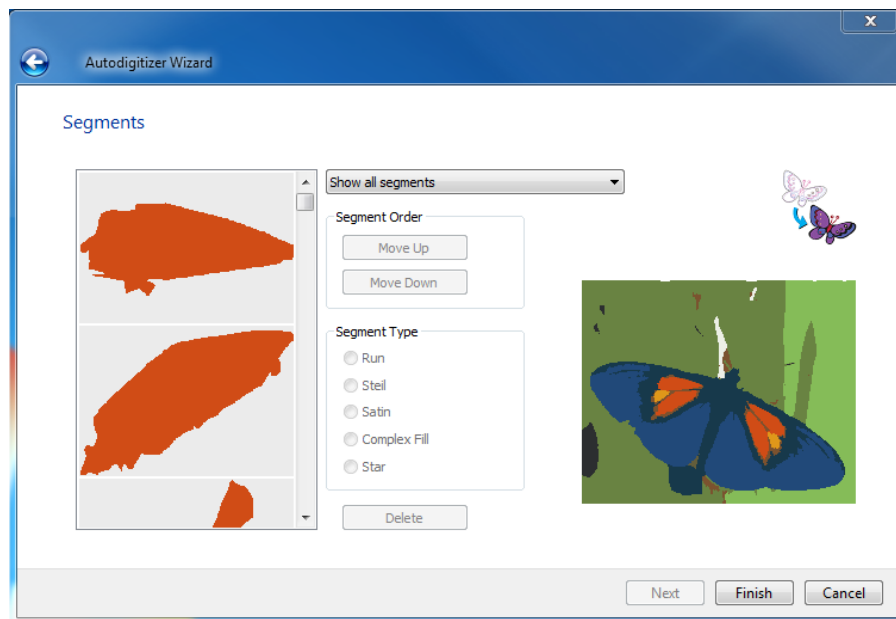 x
Autodigitizer Wizard
Segments
Show all segments
Segment Order
Move Up
Move Down
Segment Type
Run
Steil
Satin
Complex Fill
Star
Delete
Next
Finish
Cancel